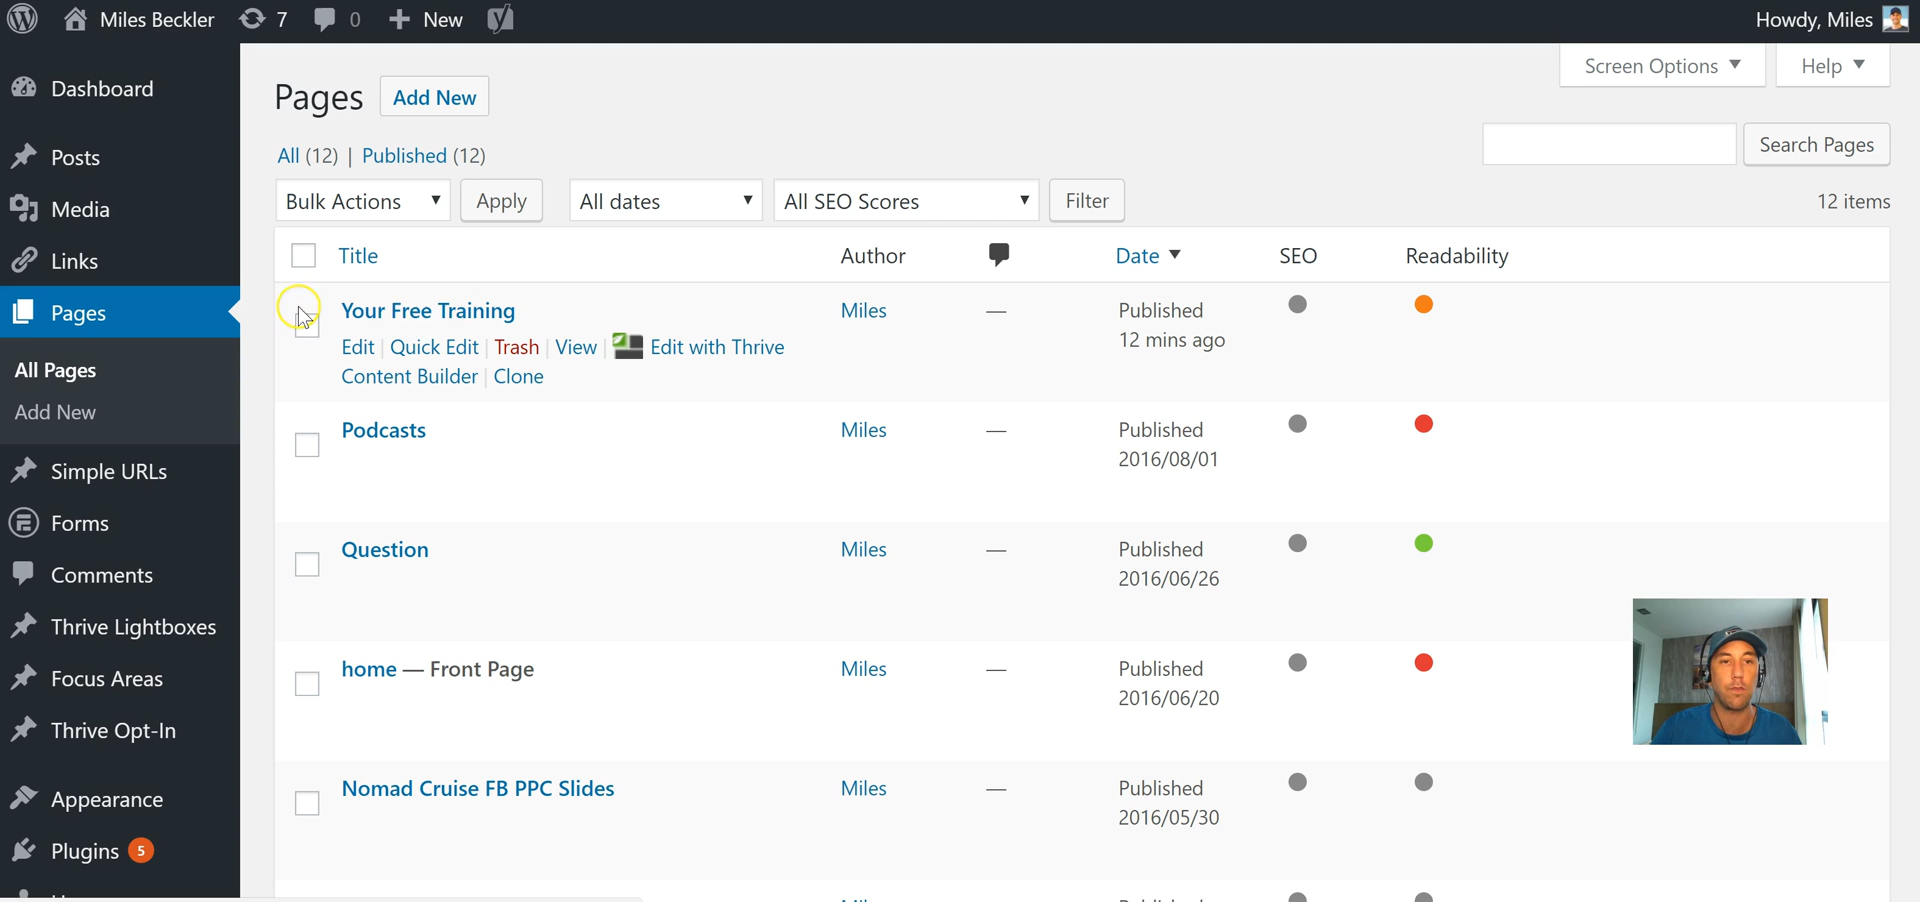 Miles Beckler 7 0 New Howdy, Miles
Dashboard
Posts
Media
Links
Pages
All Pages
Add New
Simple URLs
Forms
Comments
Thrive Lightboxes
Focus Areas
Thrive Opt-In
Appearance
Plugins 5
Screen Options ▼ Help ▼
Pages Add New
All (12) | Published (12)
Search Pages
Bulk Actions ▼ Apply All dates ▼ All SEO Scores ▼ Filter 12 items
Title Author Date ▼ SEO Readability
Your Free Training Miles — Published
12 mins ago
Edit | Quick Edit | Trash | View | Edit with Thrive
Content Builder | Clone
Podcasts Miles — Published
2016/08/01
Question Miles — Published
2016/06/26
home — Front Page Miles — Published
2016/06/20
Nomad Cruise FB PPC Slides Miles — Published
2016/05/30